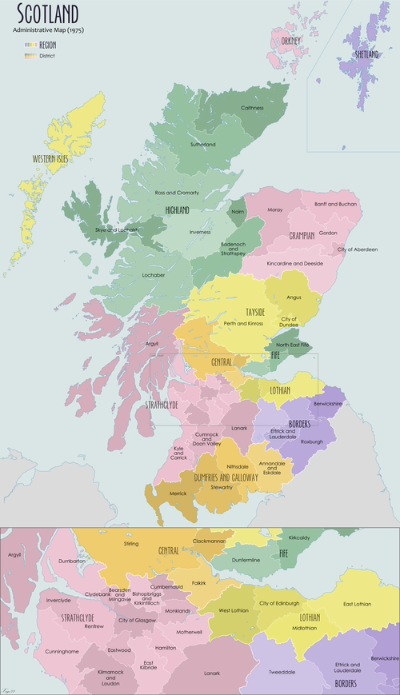 SCOTLAND
Administrative Map (1975)
REGION
District
ORKNEY
SHETLAND
WESTERN ISLES
Caithness
Sutherland
Ross and Cromarty
HIGHLAND
Skye and Lochalsh
Nairn
Inverness
Badenoch
and
Strathspey
Lochaber
Moray
Banff and Buchan
GRAMPIAN
Gordon
City of Aberdeen
Kincardine and Deeside
TAYSIDE
Angus
Perth and Kinross
City of
Dundee
North East Fife
FIFE
Argyll
CENTRAL
STRATHCLYDE
LOTHIAN
Berwickshire
BORDERS
Ettrick and
Lauderdale
Roxburgh
Cumnock
and
Doon Valley
Lanark
Kyle
and
Carrick
Nithsdale
Annandale
and
Eskdale
DUMFRIES AND GALLOWAY
Stewartry
Merrick
Argyll
Stirling
CENTRAL
Clackmannan
Kirkcaldy
FIFE
Dunfermline
Dumbarton
Falkirk
Cumbernauld
Bearsden
and
Milngavie
Clydebank
Bishopbriggs
and
Kirkintilloch
Monklands
Inverclyde
STRATHCLYDE
Renfrew
City of Glasgow
Motherwell
West Lothian
City of Edinburgh
LOTHIAN
Midlothian
East Lothian
Cunninghame
Eastwood
Hamilton
East
Kilbride
Kilmarnock
and
Loudon
Lanark
Tweeddale
Ettrick and
Lauderdale
BORDERS
Berwickshire